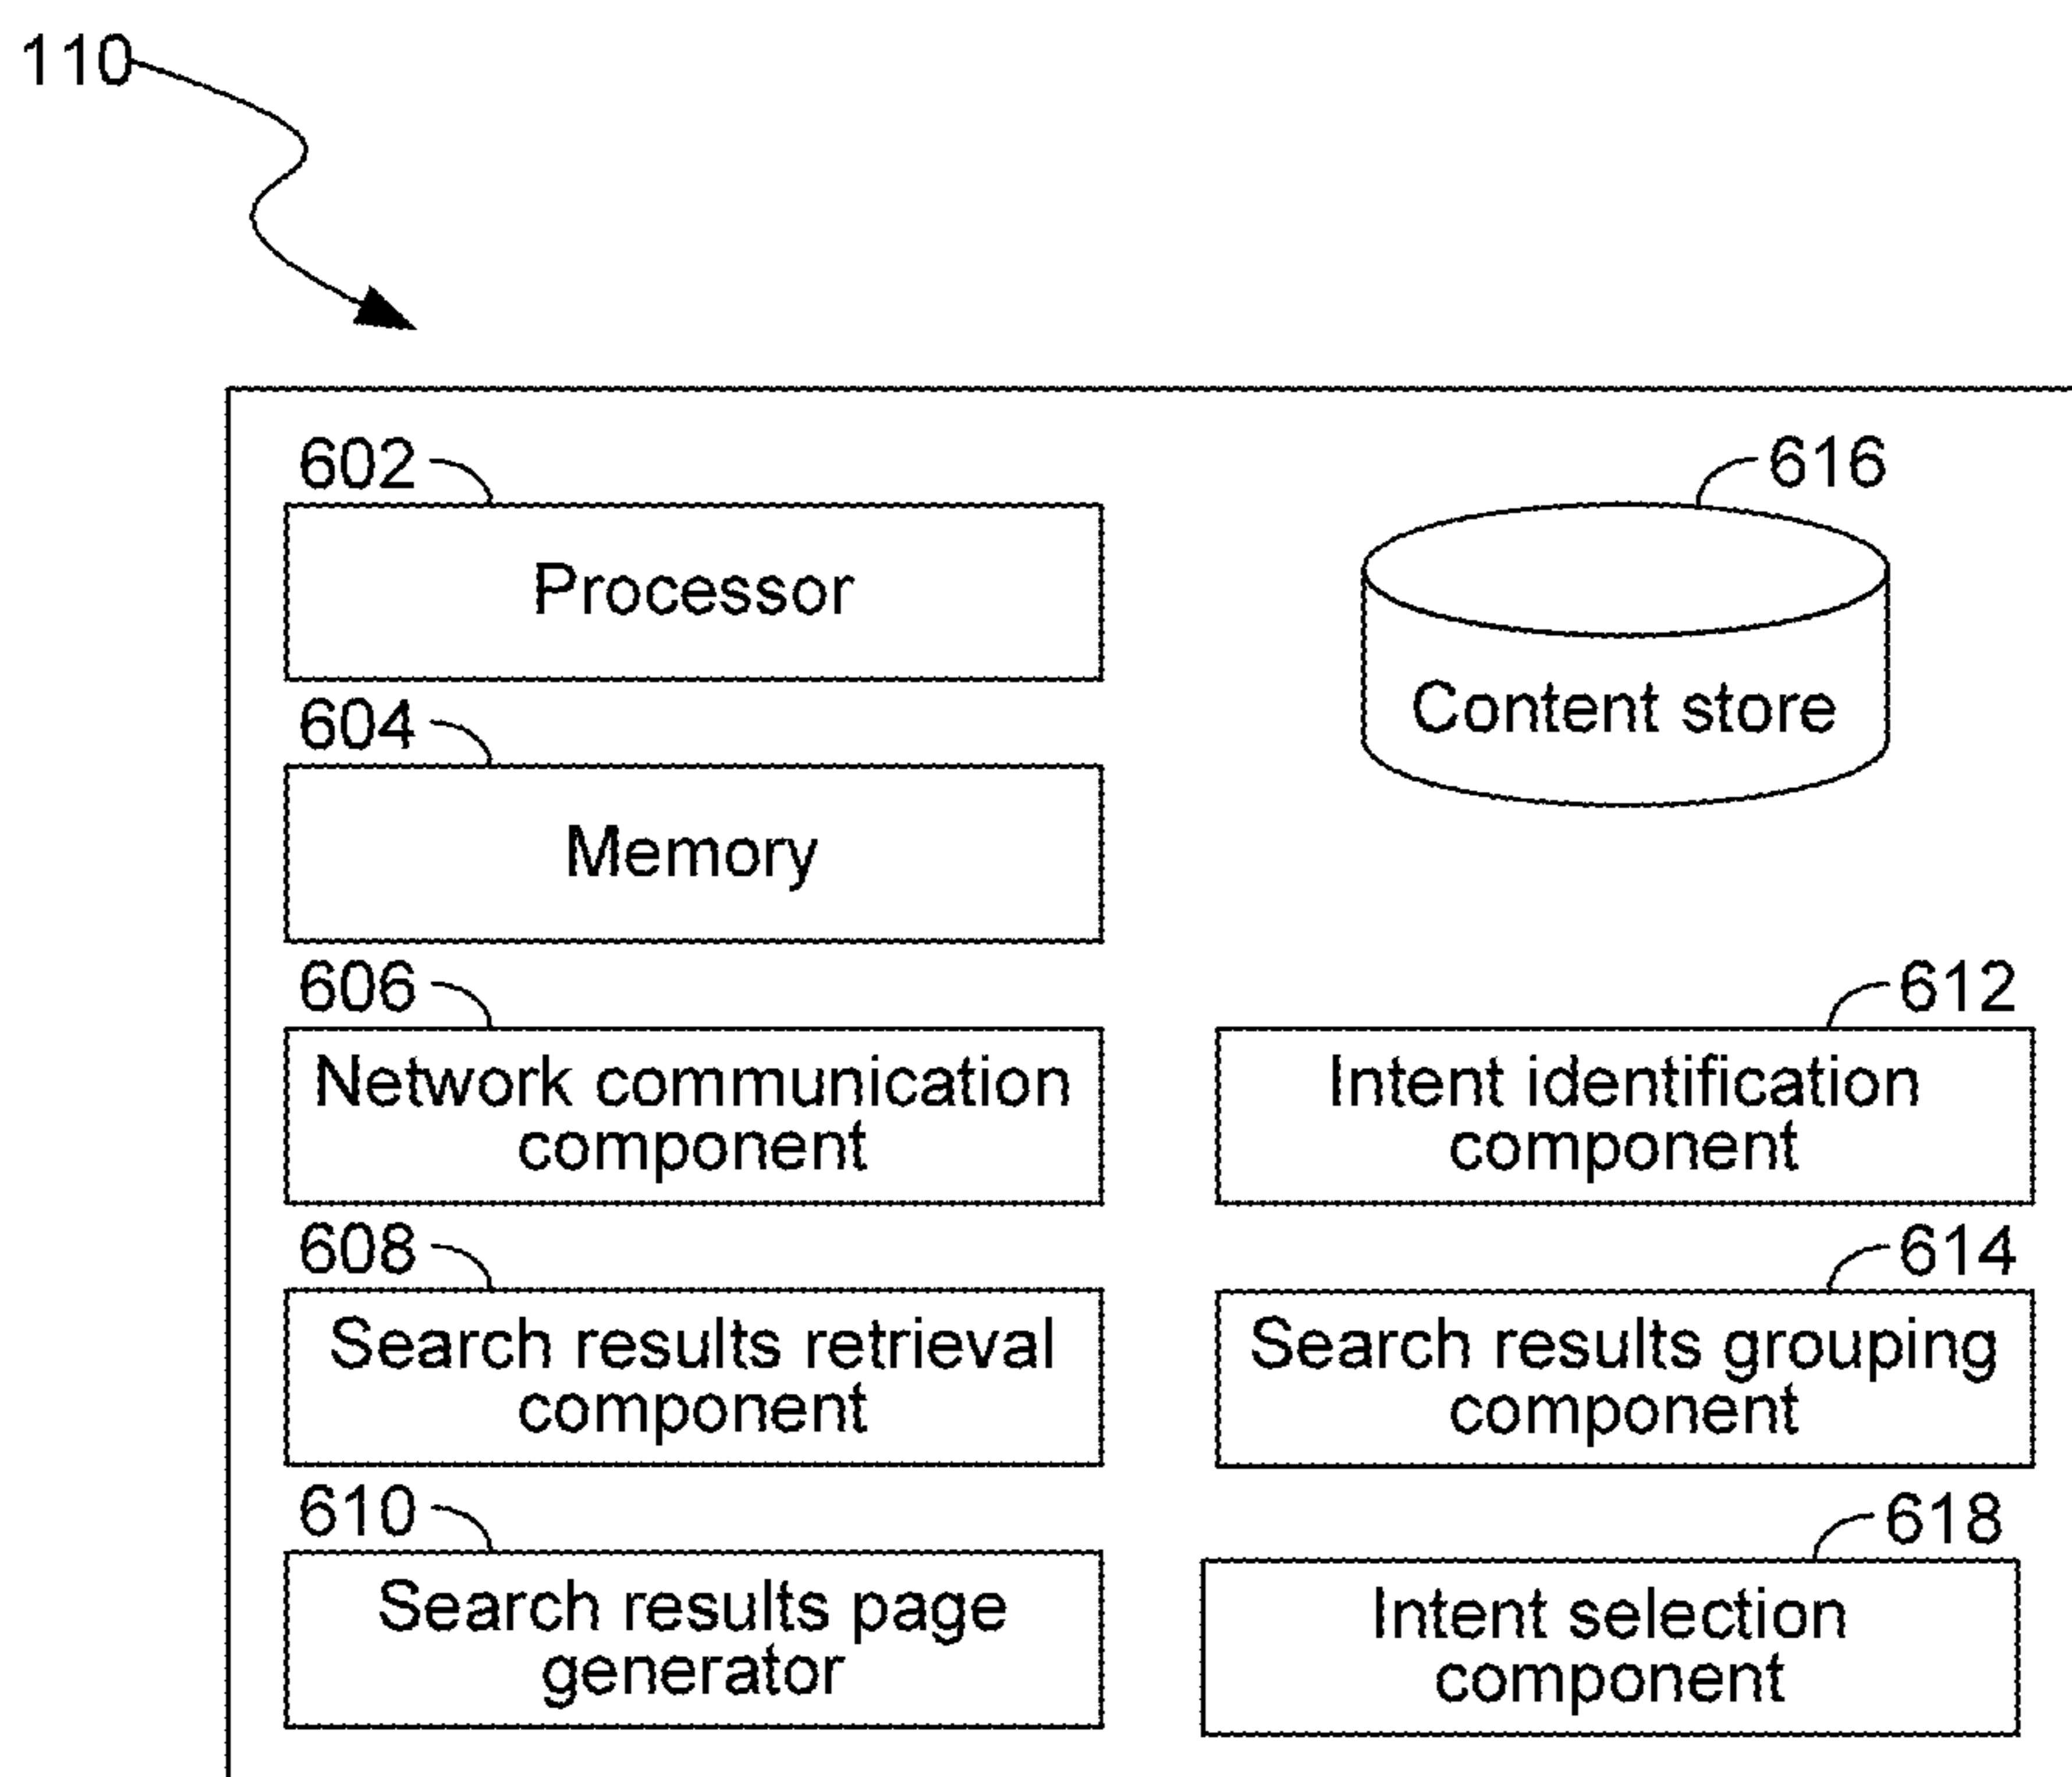 110
602
Processor
616
Content store
604
Memory
606
Network communication
component
612
Intent identification
component
608
Search results retrieval
component
614
Search results grouping
component
610
Search results page
generator
618
Intent selection
component